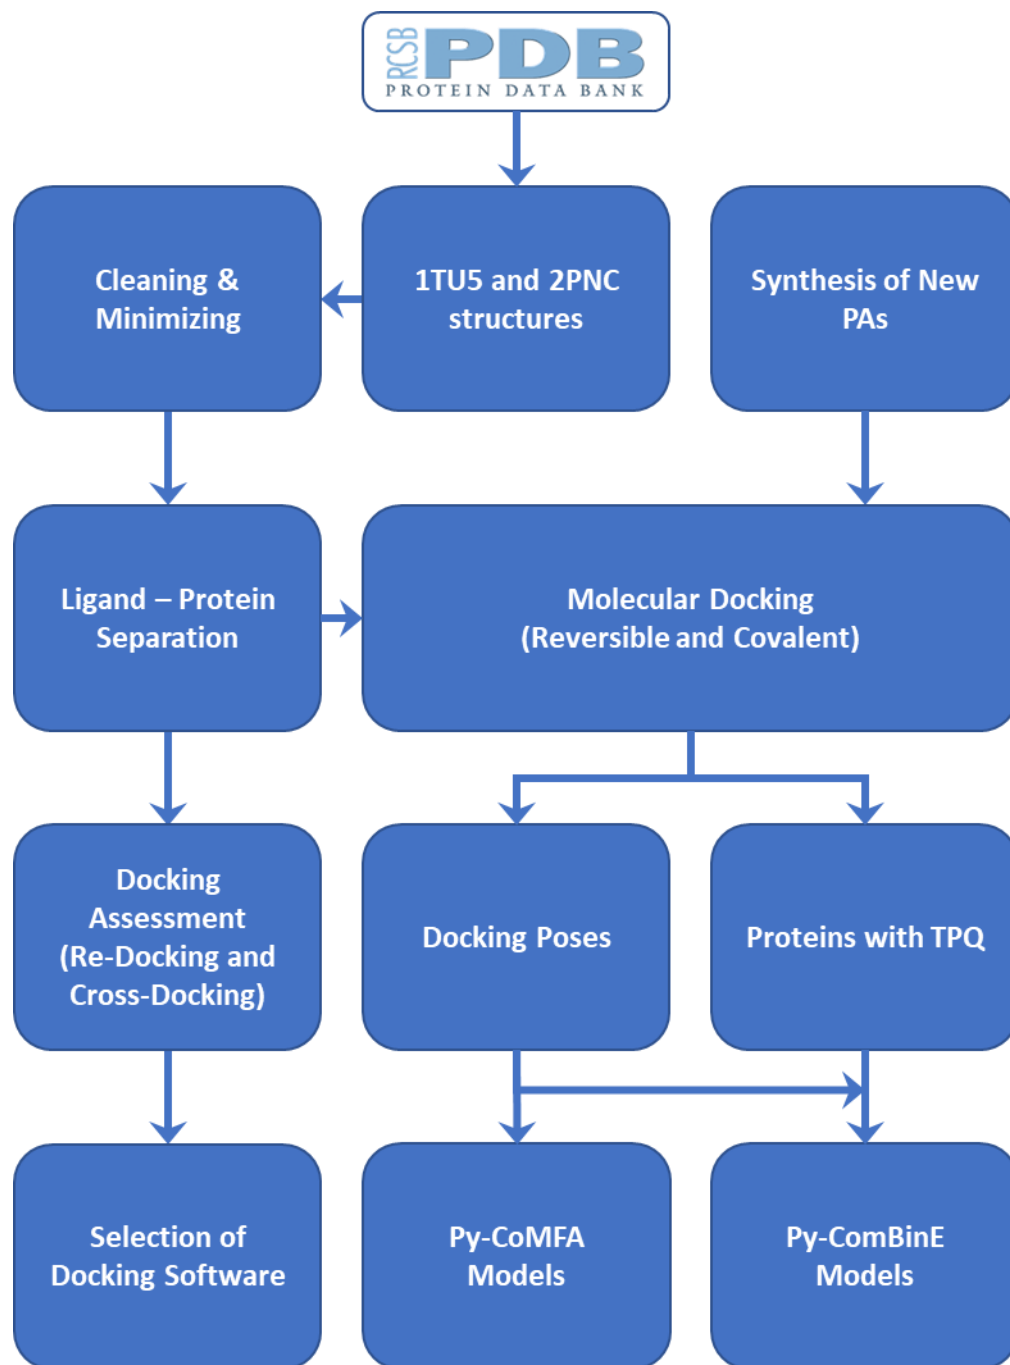 RCSB
PDB
PROTEIN DATA BANK
Cleaning &
Minimizing
1TU5 and 2PNC
structures
Synthesis of New
PAs
Ligand – Protein
Separation
Molecular Docking
(Reversible and Covalent)
Docking
Assessment
(Re-Docking and
Cross-Docking)
Docking Poses
Proteins with TPQ
Selection of
Docking Software
Py-CoMFA
Models
Py-ComBinE
Models